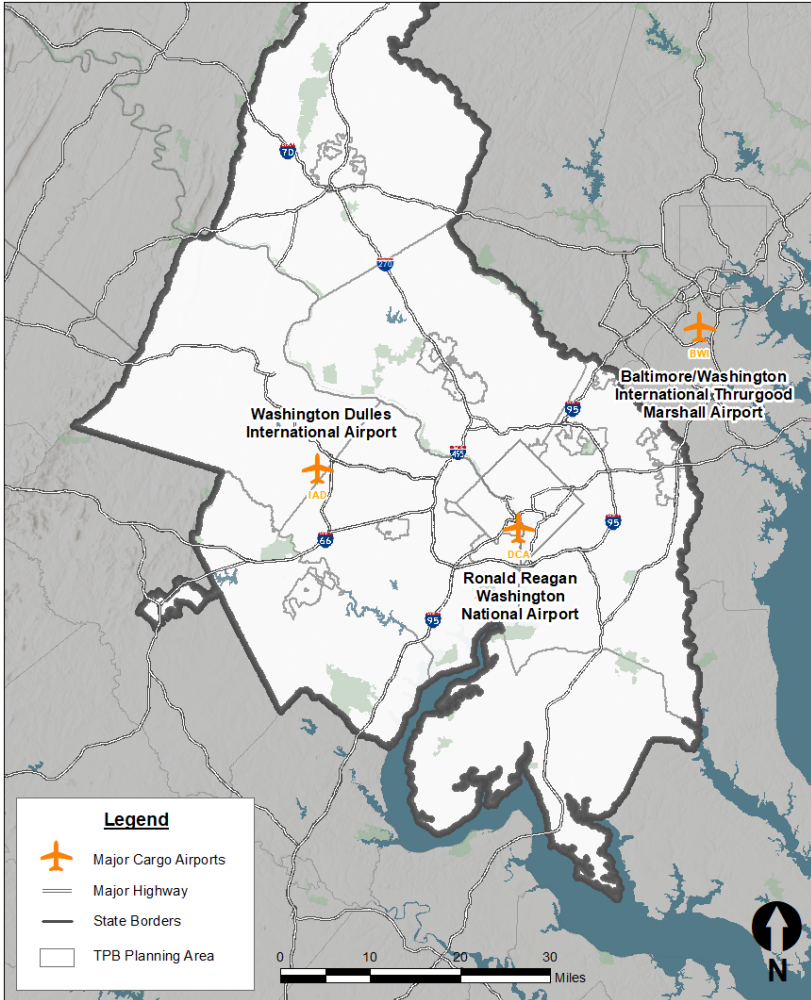 70
270
BWI
Baltimore/Washington
International Thrurgood
Marshall Airport
95
Washington Dulles
International Airport
495
IAD
95
66
DCA
Ronald Reagan
Washington
National Airport
95
Legend
Major Cargo Airports
Major Highway
State Borders
TPB Planning Area
0 10 20 30
Miles
N